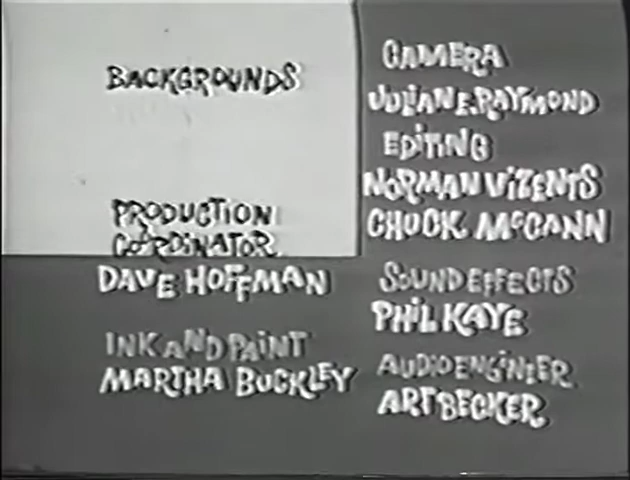 BACKGROUNDS
PRODUCTION
COORDINATOR
DAVE HOFFMAN
INK AND PAINT
MARTHA BUCKLEY
CAMERA
JULIAN E. RAYMOND
EDITING
NORMAN VIZENTS
CHUCK McCANN
SOUND EFFECTS
PHIL KAYE
AUDIO ENGINIER
ART BECKER